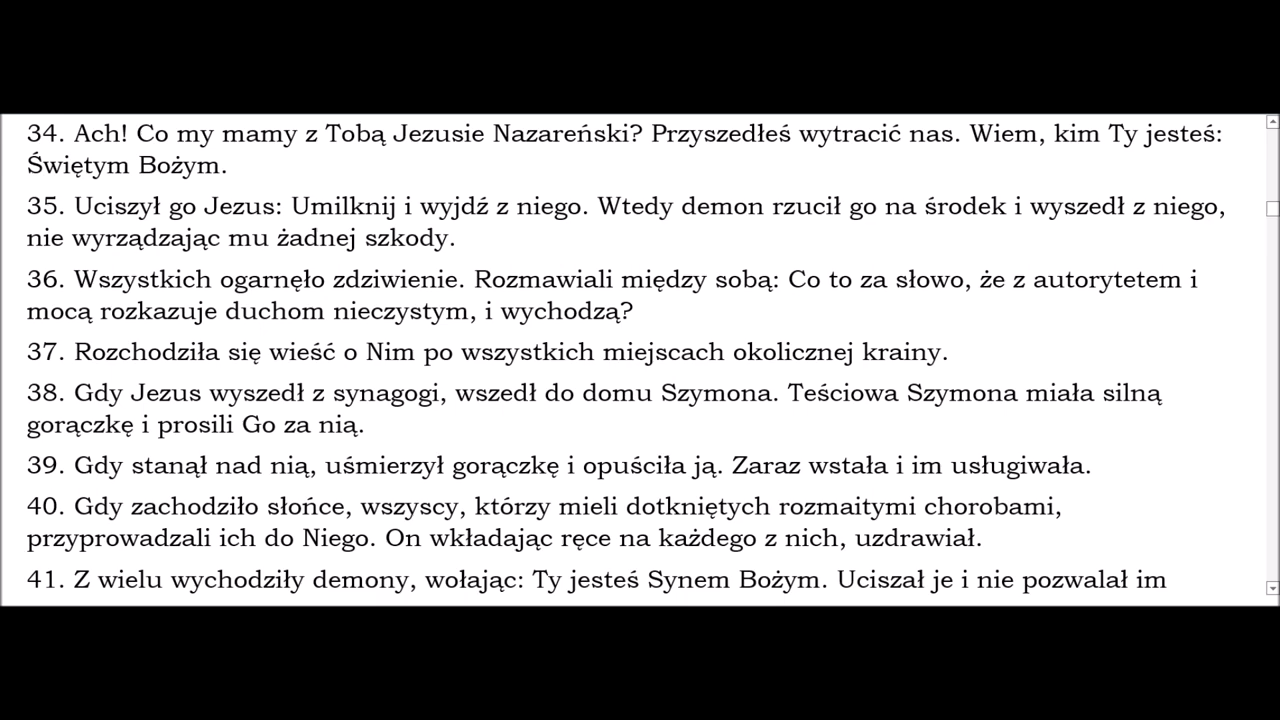 34. Ach! Co my mamy z Tobą Jezusie Nazareński? Przyszedłeś wytracić nas. Wiem, kim Ty jesteś:
Świętym Bożym.
35. Uciszył go Jezus: Umilknij i wyjdź z niego. Wtedy demon rzucił go na środek i wyszedł z niego,
nie wyrządzając mu żadnej szkody.
36. Wszystkich ogarnęło zdziwienie. Rozmawiali między sobą: Co to za słowo, że z autorytetem i
mocą rozkazuje duchom nieczystym, i wychodzą?
37. Rozchodziła się wieść o Nim po wszystkich miejscach okolicznej krainy.
38. Gdy Jezus wyszedł z synagogi, wszedł do domu Szymona. Teściowa Szymona miała silną
gorączkę i prosili Go za nią.
39. Gdy stanął nad nią, uśmierzył gorączkę i opuściła ją. Zaraz wstała i im usługiwała.
40. Gdy zachodziło słońce, wszyscy, którzy mieli dotkniętych rozmaitymi chorobami,
przyprowadzali ich do Niego. On wkładając ręce na każdego z nich, uzdrawiał.
41. Z wielu wychodziły demony, wołając: Ty jesteś Synem Bożym. Uciszał je i nie pozwalał im